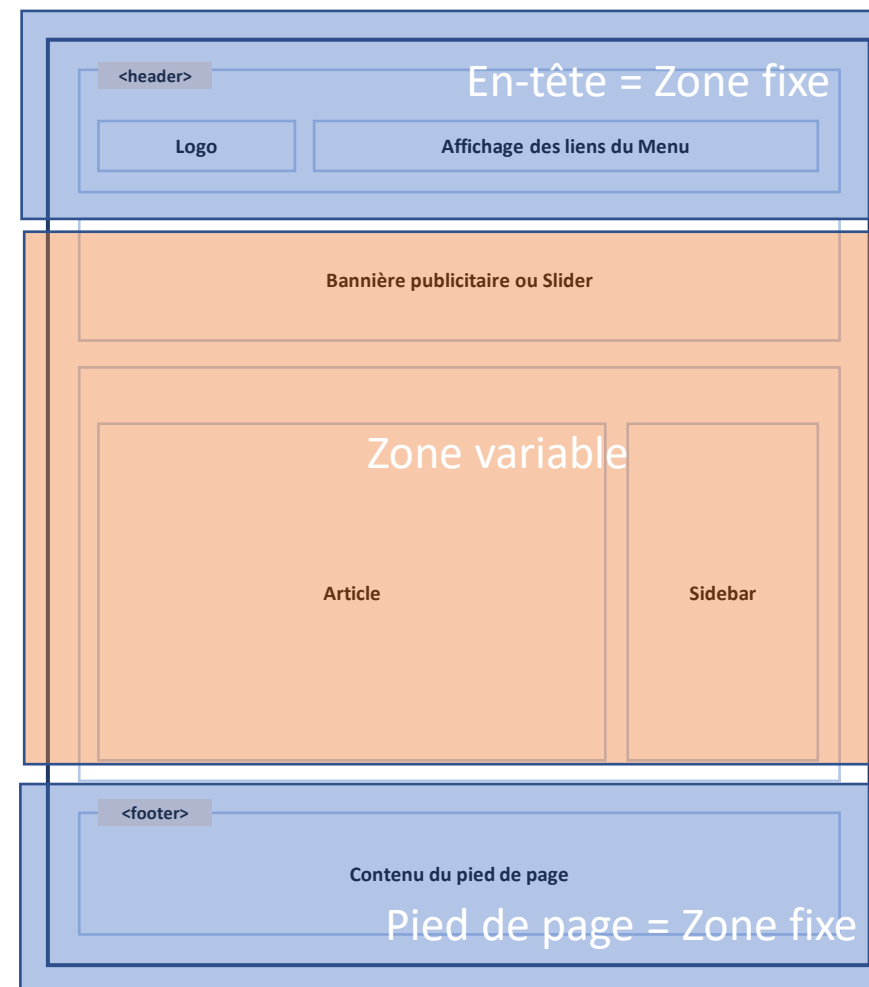 <header>
En-tête = Zone fixe
Logo
Affichage des liens du Menu
Bannière publicitaire ou Slider
Zone variable
Article
Sidebar
<footer>
Contenu du pied de page
Pied de page = Zone fixe